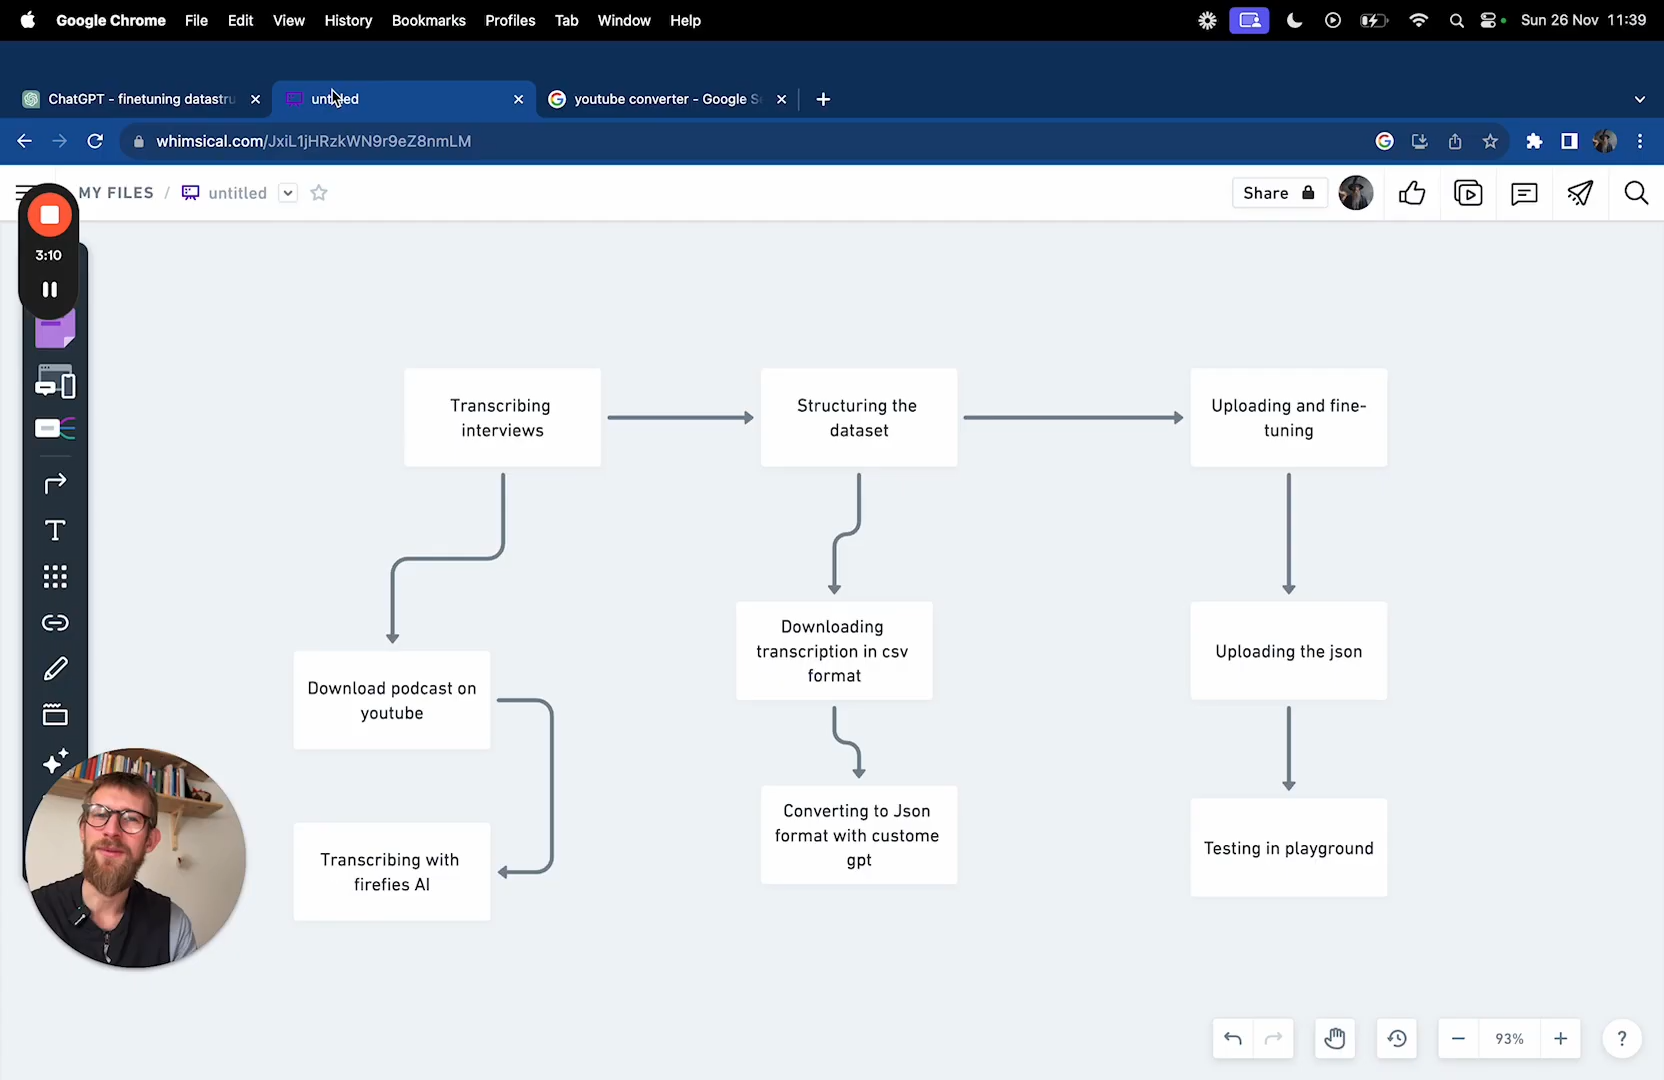 Google Chrome File Edit View History Bookmarks Profiles Tab Window Help Sun 26 Nov 11:39
ChatGPT - finetuning datastru untitled youtube converter - Google Se
whimsical.com/JxiL1jHRzkWN9r9eZ8nmLM
MY FILES / untitled Share
3:10
Transcribing
interviews
Structuring the
dataset
Uploading and fine-
tuning
Download podcast on
youtube
Transcribing with
firefies AI
Downloading
transcription in csv
format
Converting to Json
format with custome
gpt
Uploading the json
Testing in playground
93% ?